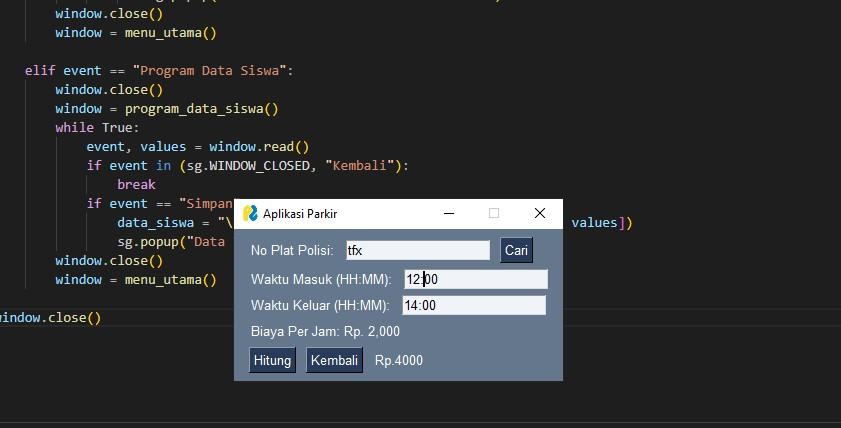 window.close()
window = menu_utama()
elif event == "Program Data Siswa":
window.close()
window = program_data_siswa()
while True:
event, values = window.read()
if event in (sg.WINDOW_CLOSED, "Kembali"):
break
if event == "Simpan
data_siswa = "\ values])
sg.popup("Data
window.close()
window = menu_utama()
window.close()
Aplikasi Parkir
No Plat Polisi: tfx Cari
Waktu Masuk (HH:MM): 12:00
Waktu Keluar (HH:MM): 14:00
Biaya Per Jam: Rp. 2,000
Hitung Kembali Rp.4000